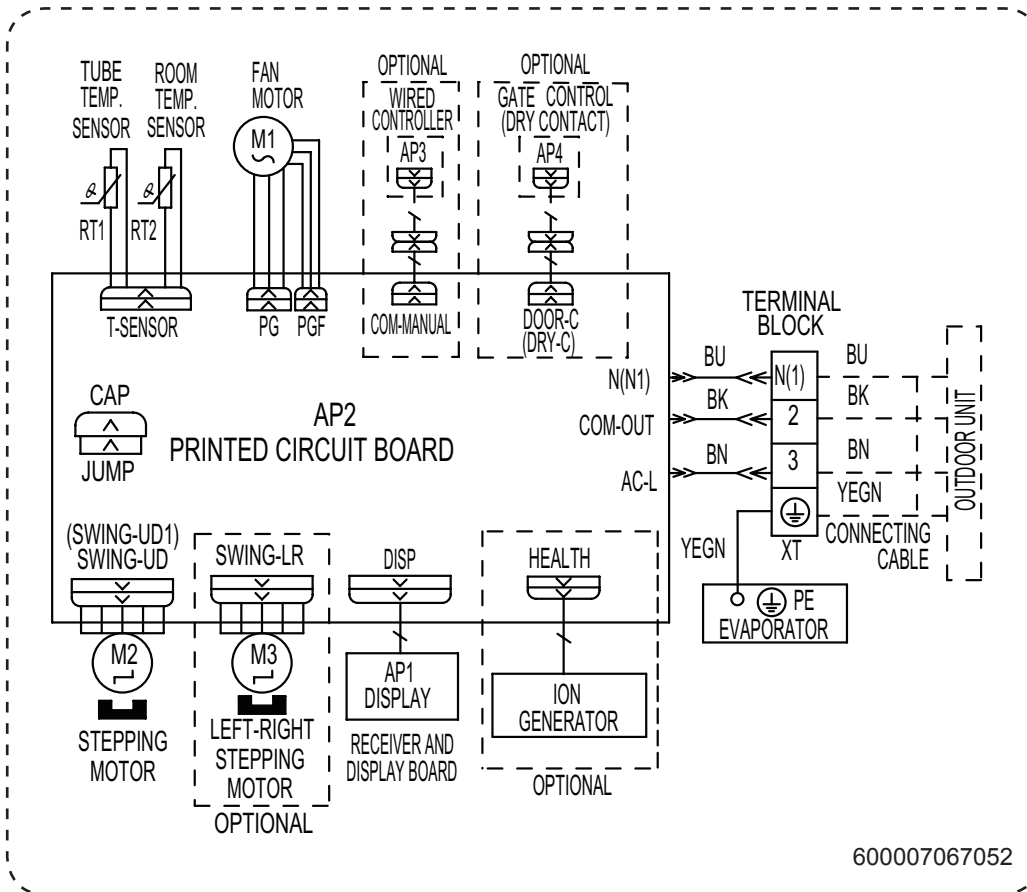 TUBE
TEMP.
SENSOR
ROOM
TEMP.
SENSOR
FAN
MOTOR
OPTIONAL
WIRED
CONTROLLER
OPTIONAL
GATE CONTROL
(DRY CONTACT)
M1
AP3
AP4
RT1
RT2
T-SENSOR
PG
PGF
COM-MANUAL
DOOR-C
(DRY-C)
TERMINAL
BLOCK
N(N1)
BU
N(1)
BU
COM-OUT
BK
2
BK
AC-L
BN
3
BN
YEGN
OUTDOOR UNIT
CAP
JUMP
AP2
PRINTED CIRCUIT BOARD
YEGN
XT
CONNECTING
CABLE
PE
EVAPORATOR
(SWING-UD1)
SWING-UD
SWING-LR
DISP
HEALTH
M2
M3
AP1
DISPLAY
ION
GENERATOR
STEPPING
MOTOR
LEFT-RIGHT
STEPPING
MOTOR
OPTIONAL
RECEIVER AND
DISPLAY BOARD
OPTIONAL
600007067052